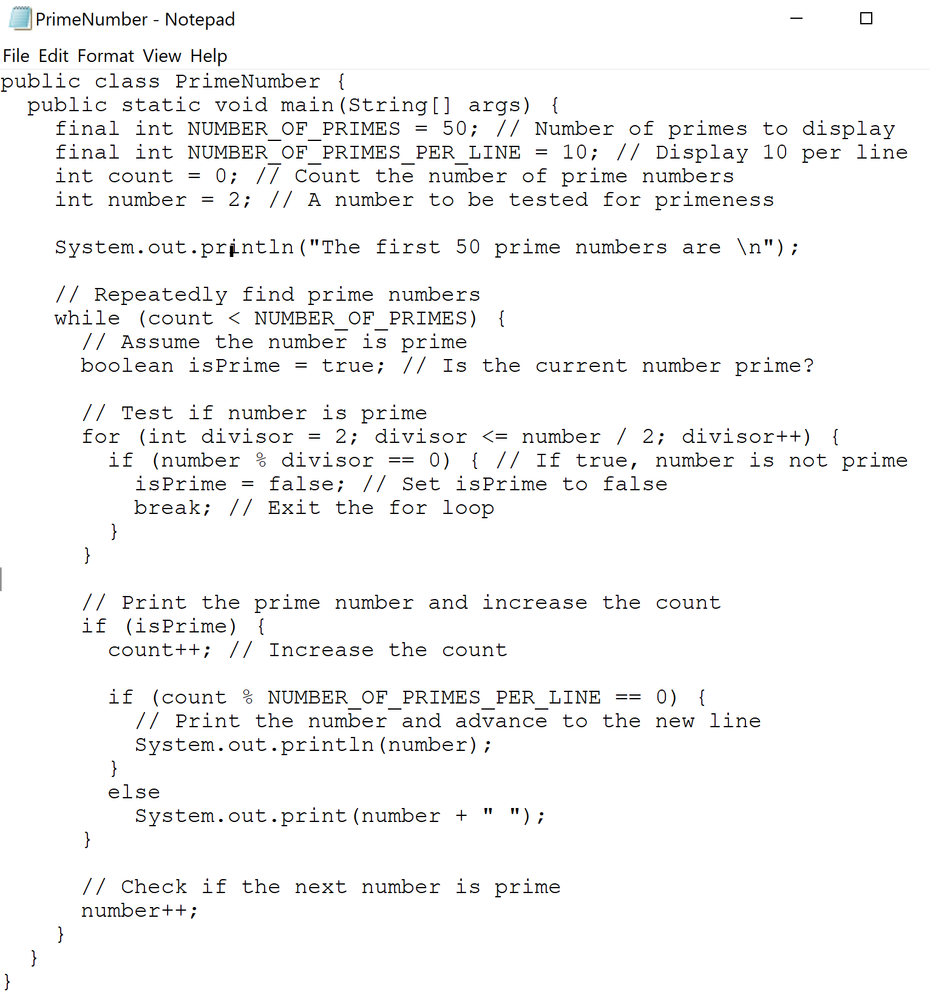 PrimeNumber - Notepad
File Edit Format View Help
public class PrimeNumber {
  public static void main(String[] args) {
    final int NUMBER_OF_PRIMES = 50; // Number of primes to display
    final int NUMBER_OF_PRIMES_PER_LINE = 10; // Display 10 per line
    int count = 0; // Count the number of prime numbers
    int number = 2; // A number to be tested for primeness

    System.out.println("The first 50 prime numbers are \n");

    // Repeatedly find prime numbers
    while (count < NUMBER_OF_PRIMES) {
      // Assume the number is prime
      boolean isPrime = true; // Is the current number prime?

      // Test if number is prime
      for (int divisor = 2; divisor <= number / 2; divisor++) {
        if (number % divisor == 0) { // If true, number is not prime
          isPrime = false; // Set isPrime to false
          break; // Exit the for loop
        }
      }

      // Print the prime number and increase the count
      if (isPrime) {
        count++; // Increase the count

        if (count % NUMBER_OF_PRIMES_PER_LINE == 0) {
          // Print the number and advance to the new line
          System.out.println(number);
        }
        else
          System.out.print(number + " ");
      }

      // Check if the next number is prime
      number++;
    }
  }
}